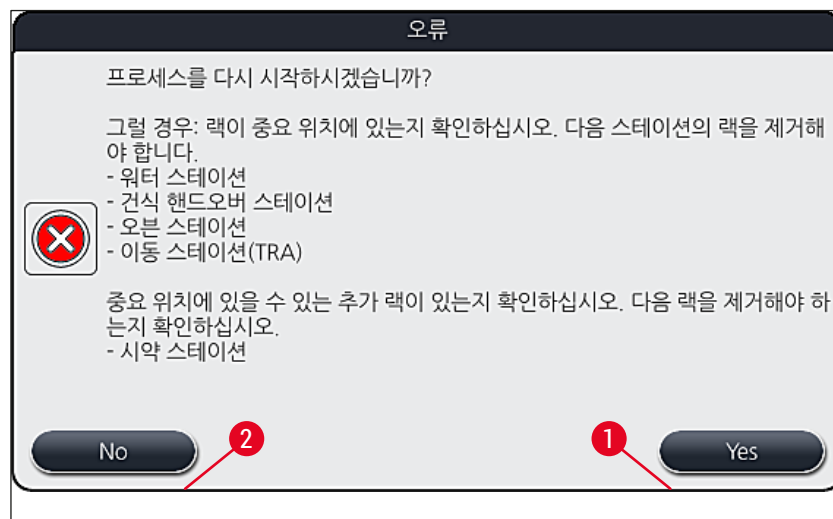 오류
프로세스를 다시 시작하시겠습니까?
그럴 경우: 랙이 중요 위치에 있는지 확인하십시오. 다음 스테이션의 랙을 제거해
야 합니다.
- 워터 스테이션
- 건식 핸드오버 스테이션
- 오븐 스테이션
- 이동 스테이션(TRA)
중요 위치에 있을 수 있는 추가 랙이 있는지 확인하십시오. 다음 랙을 제거해야 하
는지 확인하십시오.
- 시약 스테이션
No 2 1 Yes